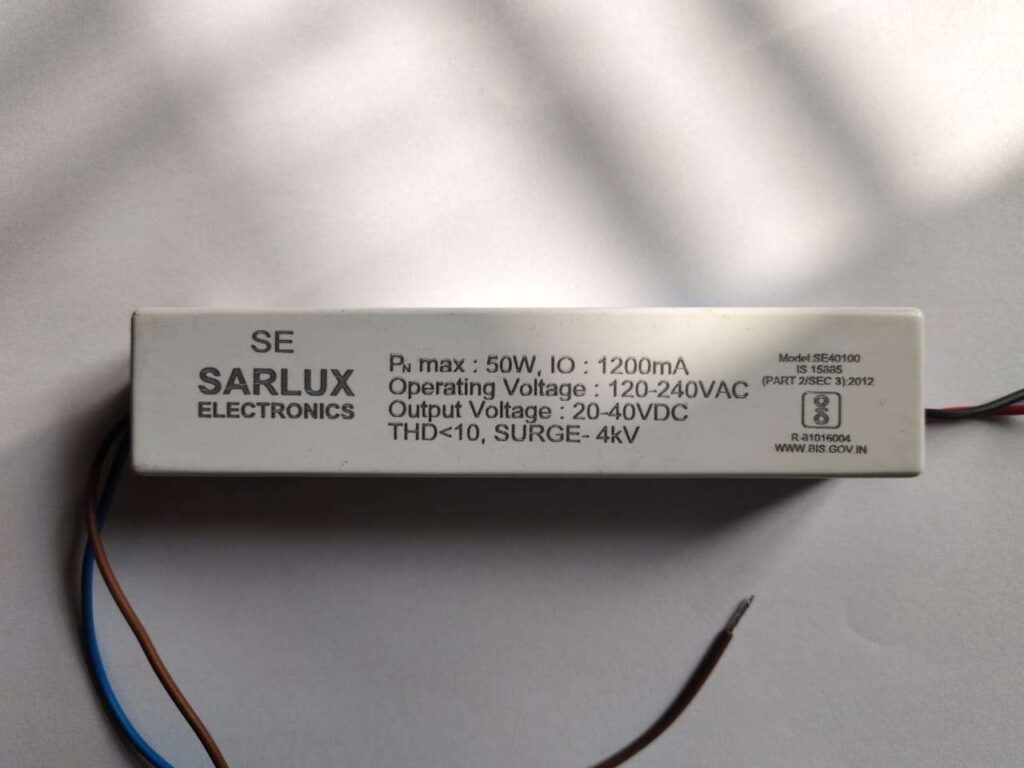 SE
SARLUX
ELECTRONICS
PN max : 50W, IO : 1200mA
Operating Voltage : 120-240VAC
Output Voltage : 20-40VDC
THD<10, SURGE- 4kV
Model:SE40100
IS 15885
(PART 2/SEC 3):2012
R-81016004
WWW.BIS.GOV.IN